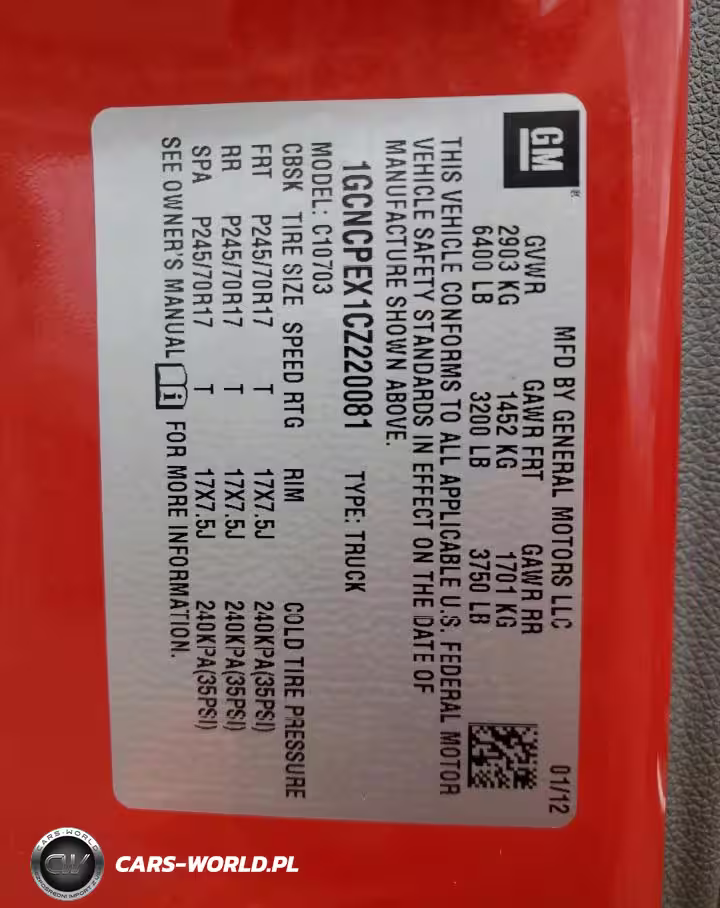 GM
MFD BY GENERAL MOTORS LLC 01/12
GVWR GAWR FRT GAWR RR
2903 KG 1452 KG 1701 KG
6400 LB 3200 LB 3750 LB
THIS VEHICLE CONFORMS TO ALL APPLICABLE U.S. FEDERAL MOTOR
VEHICLE SAFETY STANDARDS IN EFFECT ON THE DATE OF
MANUFACTURE SHOWN ABOVE.
1GCNCPEX1CZ220081 TYPE: TRUCK
MODEL: C10703
CBSK TIRE SIZE SPEED RTG RIM COLD TIRE PRESSURE
FRT P245/70R17 T 17X7.5J 240KPA(35PSI)
RR P245/70R17 T 17X7.5J 240KPA(35PSI)
SPA P245/70R17 T 17X7.5J 240KPA(35PSI)
SEE OWNER'S MANUAL FOR MORE INFORMATION.
CARS-WORLD
CW
CARS-WORLD.PL